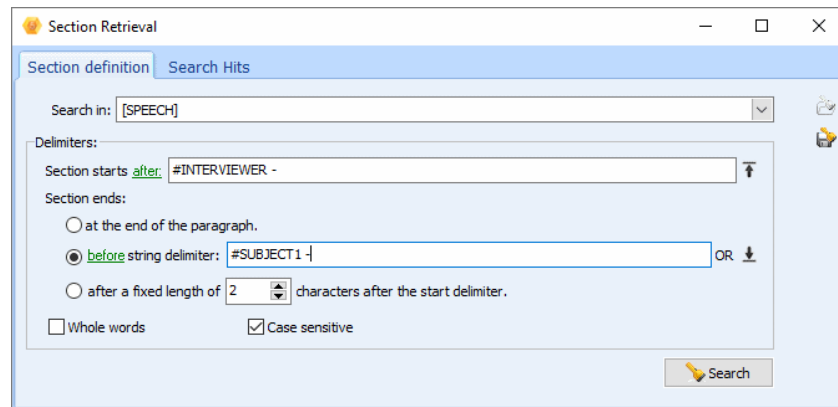 Section Retrieval
Section definition Search Hits
Search in: [SPEECH]
Delimiters:
Section starts after: #INTERVIEWER -
Section ends:
at the end of the paragraph.
before string delimiter: #SUBJECT1 - OR
after a fixed length of 2 characters after the start delimiter.
Whole words Case sensitive
Search